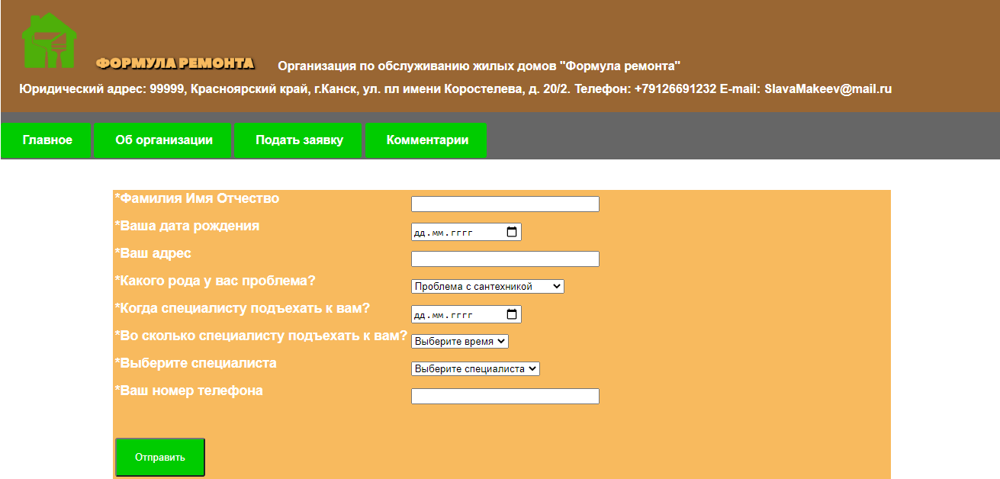 ФОРМУЛА РЕМОНТА Организация по обслуживанию жилых домов "Формула ремонта"
Юридический адрес: 99999, Красноярский край, г.Канск, ул. пл имени Коростелева, д. 20/2. Телефон: +79126691232 E-mail: SlavaMakeev@mail.ru
Главное Об организации Подать заявку Комментарии
*Фамилия Имя Отчество
*Ваша дата рождения дд.мм.гггг
*Ваш адрес
*Какого рода у вас проблема? Проблема с сантехникой
*Когда специалисту подъехать к вам? дд.мм.гггг
*Во сколько специалисту подъехать к вам? Выберите время
*Выберите специалиста Выберите специалиста
*Ваш номер телефона
Отправить